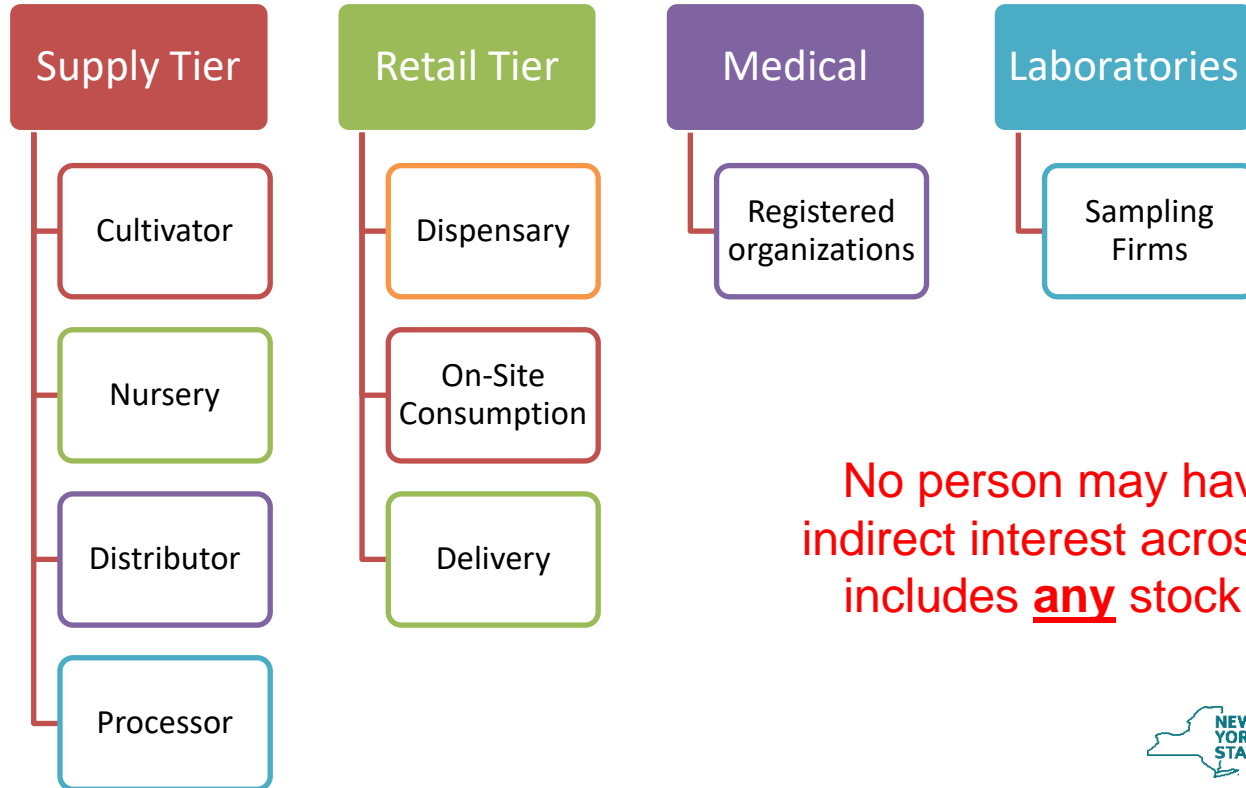 Supply Tier
Cultivator
Nursery
Distributor
Processor
Retail Tier
Dispensary
On-Site
Consumption
Delivery
Medical
Registered
organizations
Laboratories
Sampling
Firms
No person may hav
indirect interest acros
includes any stock
NEW
YOR
STA